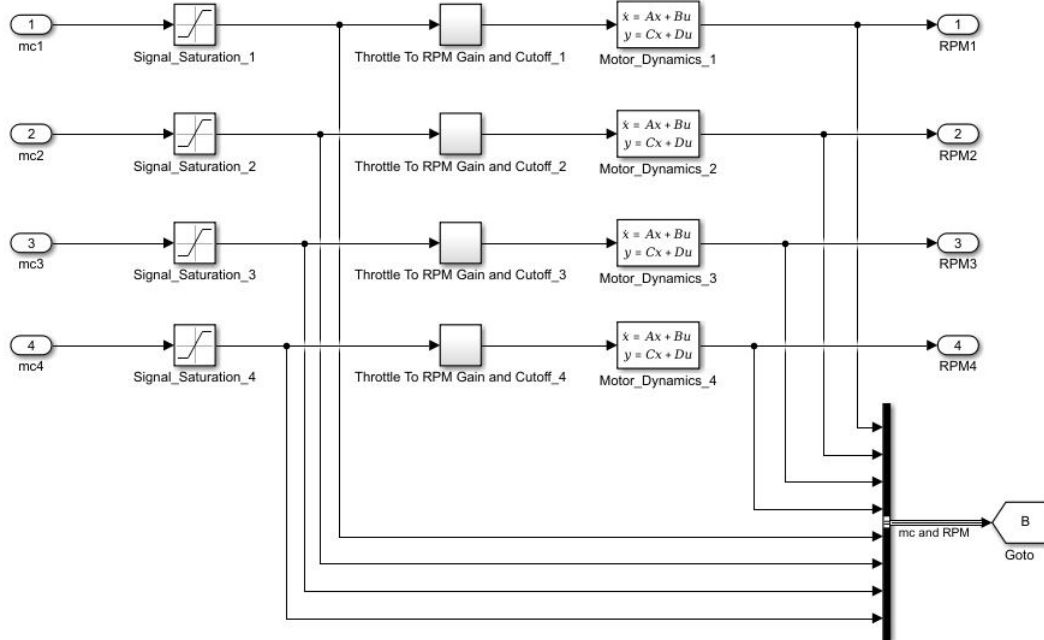 1
mc1
Signal_Saturation_1
Throttle To RPM Gain and Cutoff_1
ẋ = Ax + Bu
y = Cx + Du
Motor_Dynamics_1
1
RPM1
2
mc2
Signal_Saturation_2
Throttle To RPM Gain and Cutoff_2
ẋ = Ax + Bu
y = Cx + Du
Motor_Dynamics_2
2
RPM2
3
mc3
Signal_Saturation_3
Throttle To RPM Gain and Cutoff_3
ẋ = Ax + Bu
y = Cx + Du
Motor_Dynamics_3
3
RPM3
4
mc4
Signal_Saturation_4
Throttle To RPM Gain and Cutoff_4
ẋ = Ax + Bu
y = Cx + Du
Motor_Dynamics_4
4
RPM4
mc and RPM
B
Goto